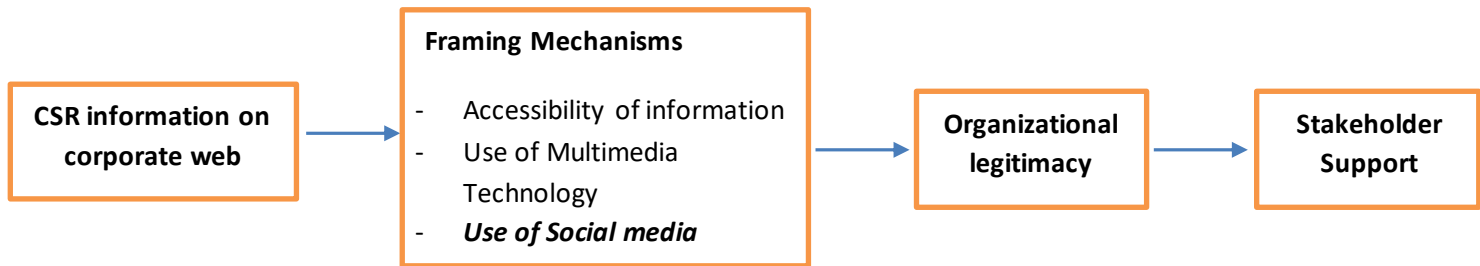 CSR information on
corporate web
Framing Mechanisms
- Accessibility of information
- Use of Multimedia
Technology
- Use of Social media
Organizational
legitimacy
Stakeholder
Support